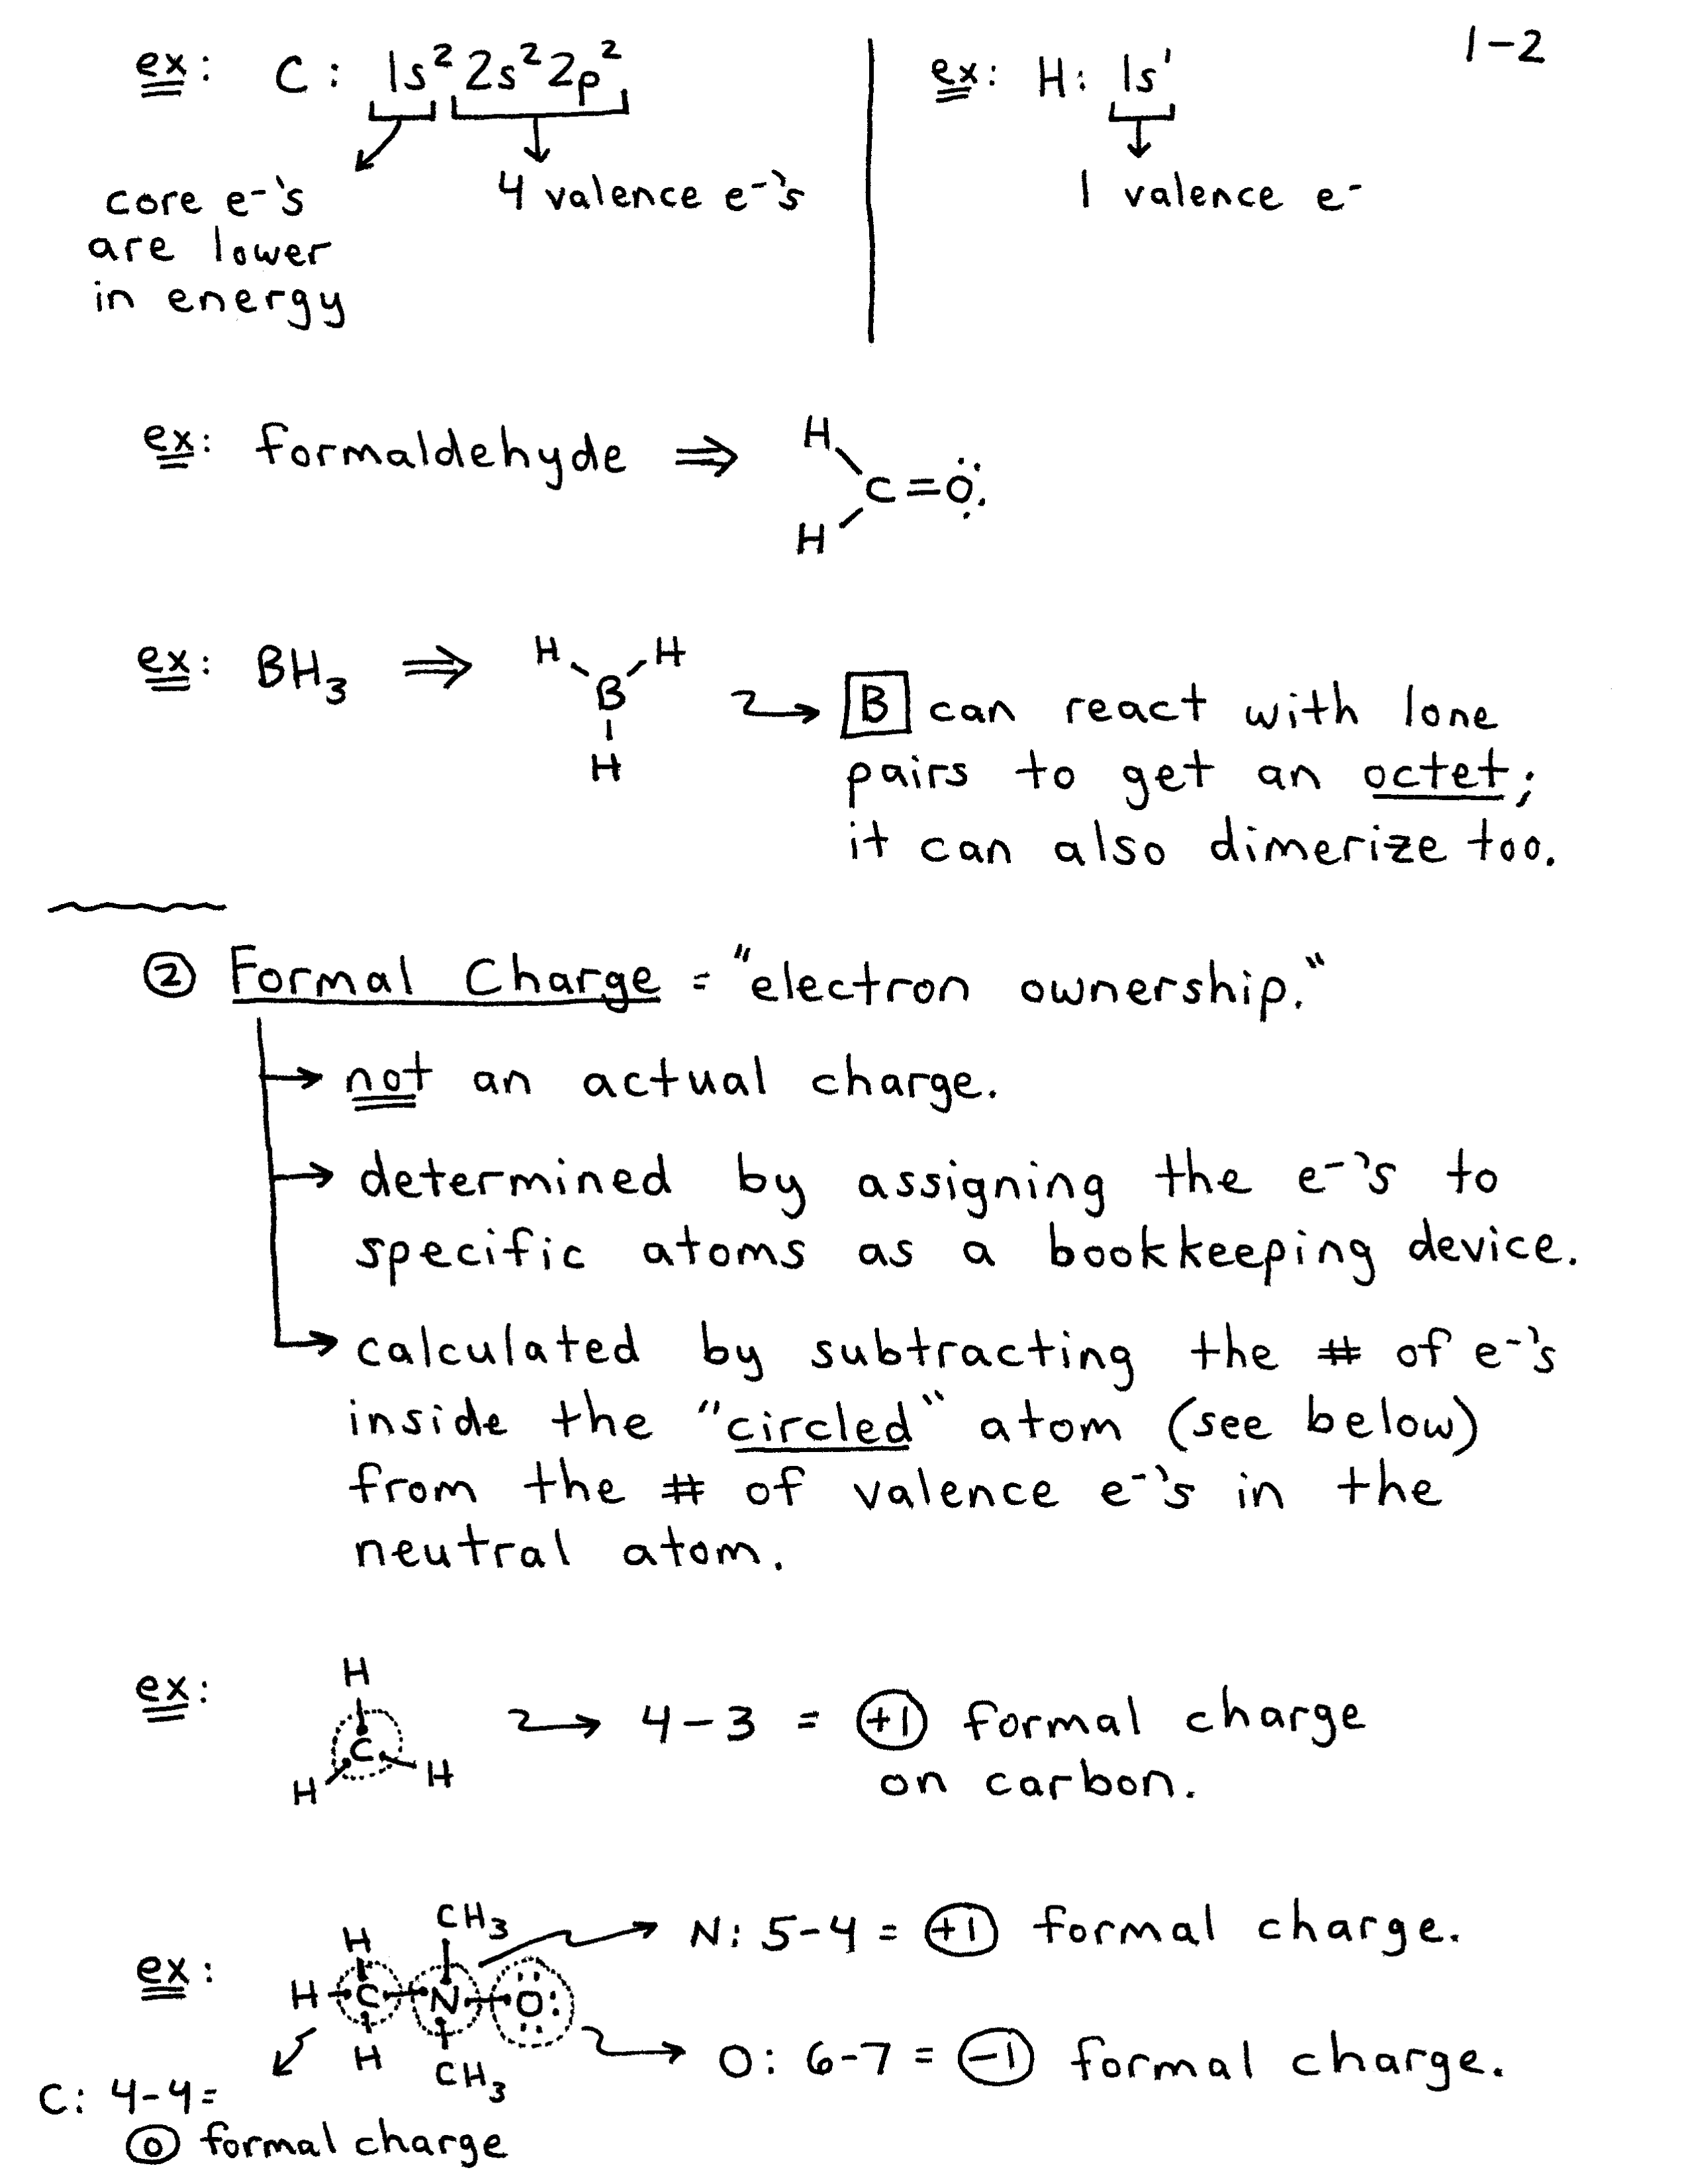 1-2
ex: C: 1s² 2s² 2p²
core e⁻'s
are lower
in energy
4 valence e⁻'s
ex: H: 1s¹
1 valence e⁻
ex: formaldehyde ⇒
H
C=Ö:
H
ex: BH₃ ⇒
H H
B
H
B can react with lone
pairs to get an octet;
it can also dimerize too.
② Formal Charge = "electron ownership."
→ not an actual charge.
→ determined by assigning the e⁻'s to
specific atoms as a bookkeeping device.
→ calculated by subtracting the # of e⁻'s
inside the "circled" atom (see below)
from the # of valence e⁻'s in the
neutral atom.
ex:
H
C
H H
→ 4-3 = +1 formal charge
on carbon.
ex:
H CH₃
H-C-N-O:
H CH₃
N: 5-4 = +1 formal charge.
O: 6-7 = -1 formal charge.
C: 4-4=
0 formal charge